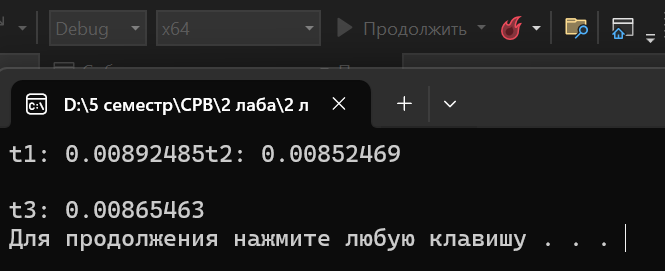 Debug
x64
Продолжить
D:\5 семестр\СРВ\2 лаба\2 л
t1: 0.00892485t2: 0.00852469
t3: 0.00865463
Для продолжения нажмите любую клавишу . . .